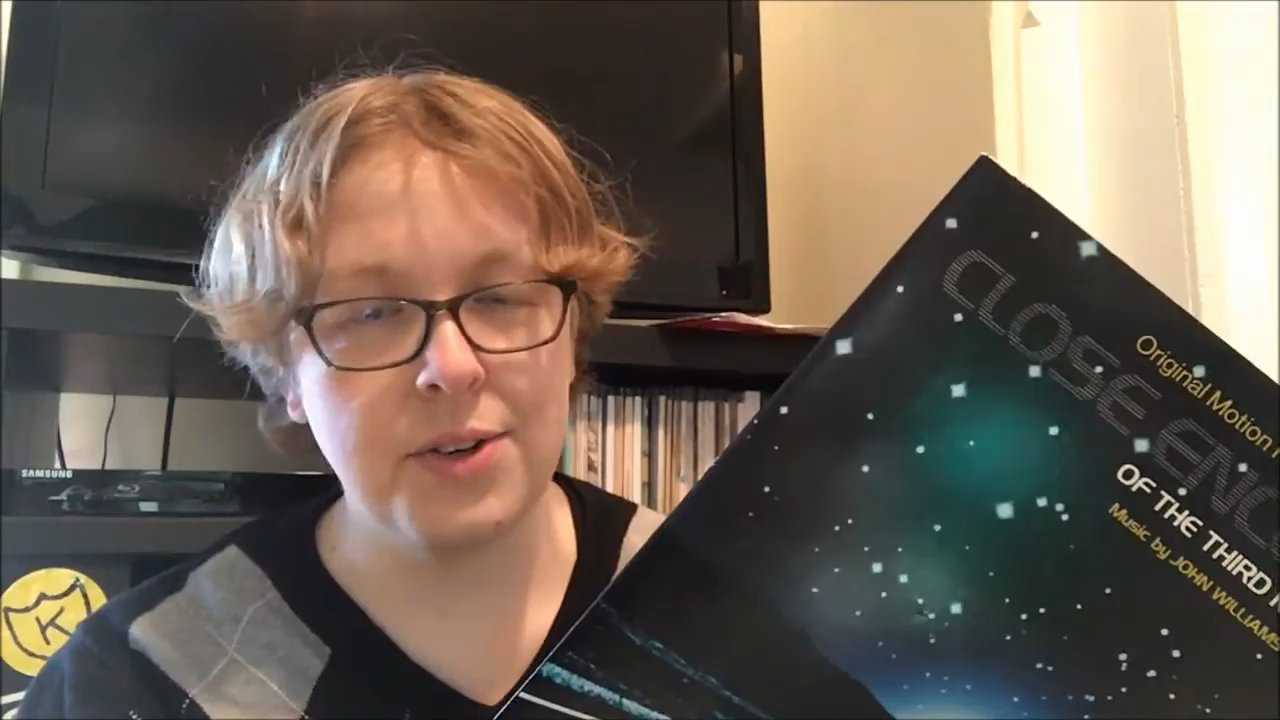 SAMSUNG
K
Original Motion
CLOSE ENC
OF THE THIRD
Music by JOHN WILLIAMS